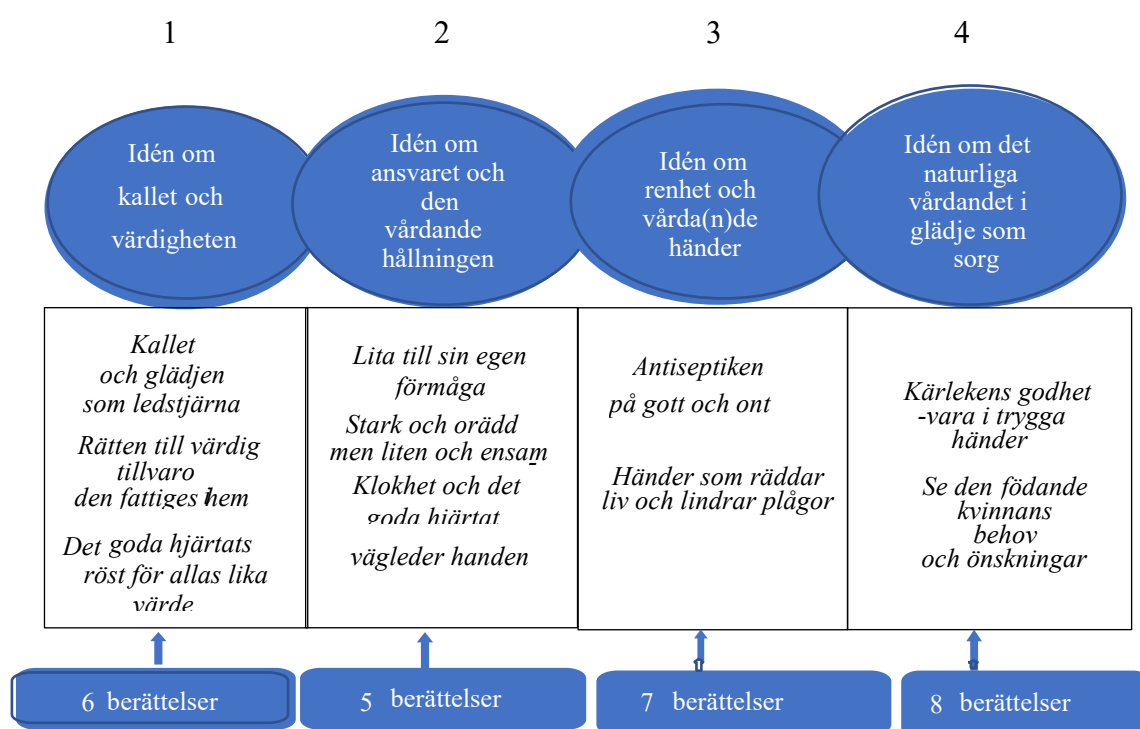 1
2
3
4
Idén om
kallet och
värdigheten
Idén om
ansvaret och
den
vårdande
hållningen
Idén om
renhet och
vårda(n)de
händer
Idén om det
naturliga
vårdandet i
glädje som
sorg
Kallet
och glädjen
som ledstjärna
Rätten till värdig
tillvaro
den fattiges hem
Det goda hjärtats
röst för allas lika
värde
Lita till sin egen
förmåga
Stark och orädd
men liten och ensam
Klokhet och det
goda hjärtat
vägleder handen
Antiseptiken
på gott och ont
Händer som räddar
liv och lindrar plågor
Kärlekens godhet
-vara i trygga
händer
Se den födande
kvinnans
behov
och önskningar
6 berättelser
5 berättelser
7 berättelser
8 berättelser